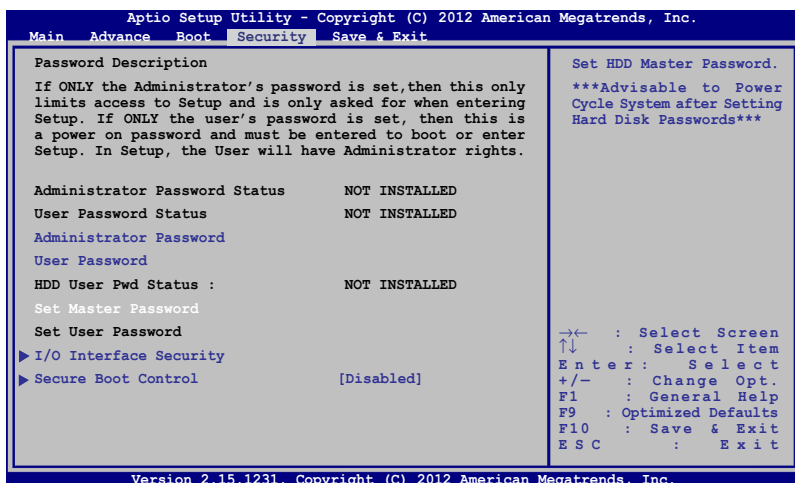 Aptio Setup Utility - Copyright (C) 2012 American Megatrends, Inc.
Main Advance Boot Security Save & Exit
Password Description
If ONLY the Administrator's password is set,then this only
limits access to Setup and is only asked for when entering
Setup. If ONLY the user's password is set, then this is
a power on password and must be entered to boot or enter
Setup. In Setup, the User will have Administrator rights.
Administrator Password Status NOT INSTALLED
User Password Status NOT INSTALLED
Administrator Password
User Password
HDD User Pwd Status : NOT INSTALLED
Set Master Password
Set User Password
I/O Interface Security
Secure Boot Control [Disabled]
Set HDD Master Password.
***Advisable to Power
Cycle System after Setting
Hard Disk Passwords***
→← : Select Screen
↑↓ : Select Item
Enter: Select
+/— : Change Opt.
F1 : General Help
F9 : Optimized Defaults
F10 : Save & Exit
ESC : Exit
Version 2.15.1231. Copyright (C) 2012 American Megatrends, Inc.